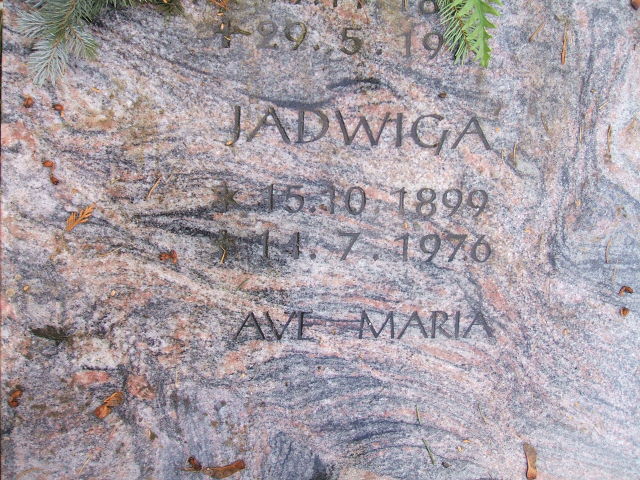 † 29. 5. 19
JADWIGA
* 15. 10 1899
† 14. 7. 1976
AVE MARIA